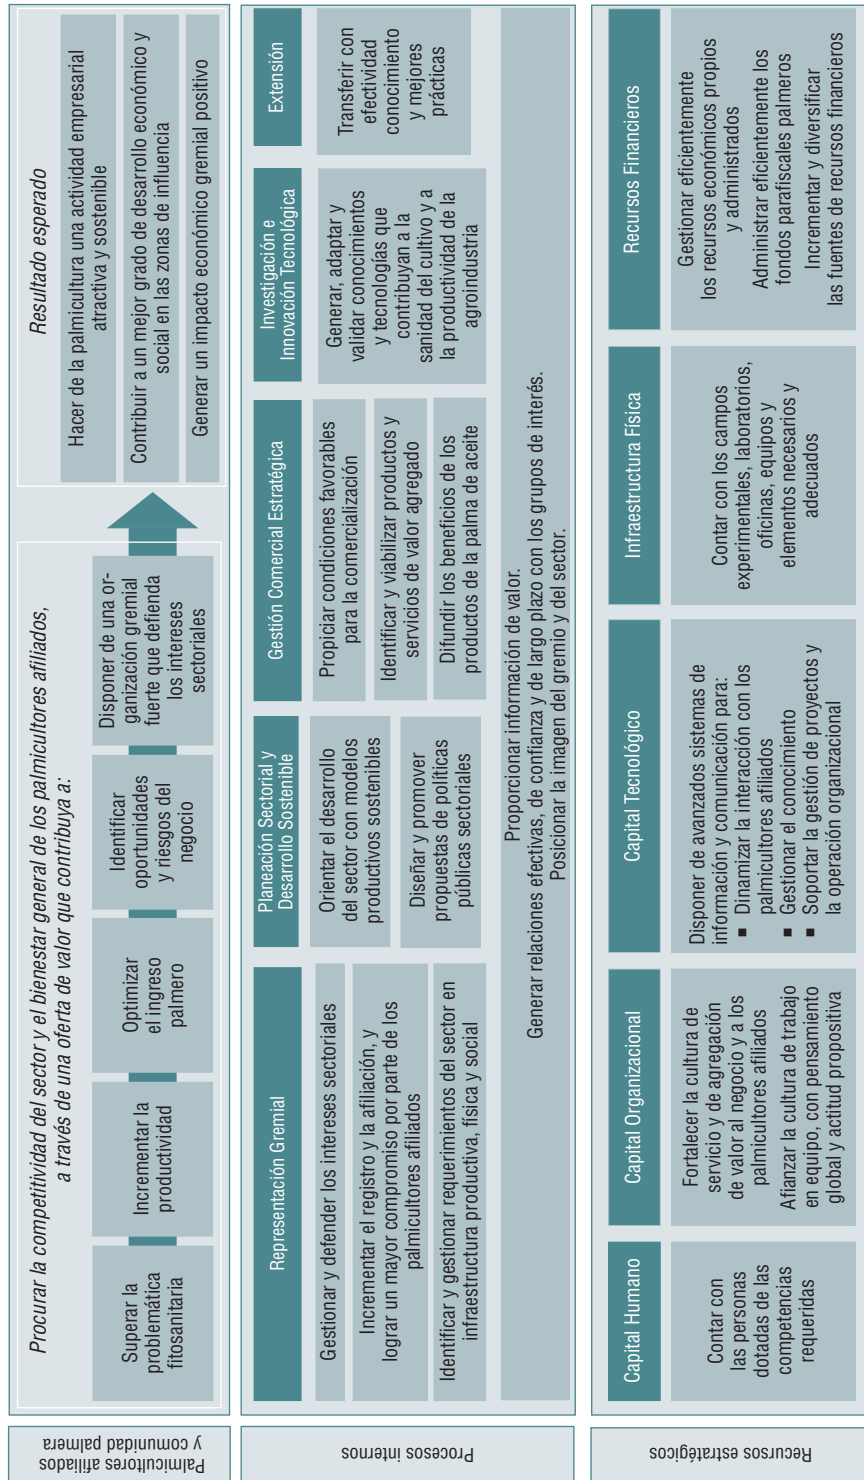 Palmicultores afiliados
y comunidad palmera
Procurar la competitividad del sector y el bienestar general de los palmicultores afiliados,
a través de una oferta de valor que contribuya a:
Superar la
problemática
fitosanitaria
Incrementar la
productividad
Optimizar
el ingreso
palmero
Identificar
oportunidades
y riesgos del
negocio
Disponer de una or-
ganización gremial
fuerte que defienda
los intereses
sectoriales
Resultado esperado
Hacer de la palmicultura una actividad empresarial
atractiva y sostenible
Contribuir a un mejor grado de desarrollo económico y
social en las zonas de influencia
Generar un impacto económico gremial positivo
Procesos internos
Representación Gremial
Gestionar y defender los intereses sectoriales
Incrementar el registro y la afiliación, y
lograr un mayor compromiso por parte de los
palmicultores afiliados
Identificar y gestionar requerimientos del sector en
infraestructura productiva, física y social
Planeación Sectorial y
Desarrollo Sostenible
Orientar el desarrollo
del sector con modelos
productivos sostenibles
Diseñar y promover
propuestas de políticas
públicas sectoriales
Gestión Comercial Estratégica
Propiciar condiciones favorables
para la comercialización
Identificar y viabilizar productos y
servicios de valor agregado
Difundir los beneficios de los
productos de la palma de aceite
Investigación e
Innovación Tecnológica
Generar, adaptar y
validar conocimientos
y tecnologías que
contribuyan a la
sanidad del cultivo y a
la productividad de la
agroindustria
Extensión
Transferir con
efectividad
conocimiento
y mejores
prácticas
Proporcionar información de valor.
Generar relaciones efectivas, de confianza y de largo plazo con los grupos de interés.
Posicionar la imagen del gremio y del sector.
Recursos estratégicos
Capital Humano
Contar con
las personas
dotadas de las
competencias
requeridas
Capital Organizacional
Fortalecer la cultura de
servicio y de agregación
de valor al negocio y a los
palmicultores afiliados
Afianzar la cultura de trabajo
en equipo, con pensamiento
global y actitud propositiva
Capital Tecnológico
Disponer de avanzados sistemas de
información y comunicación para:
■ Dinamizar la interacción con los
palmicultores afiliados
■ Gestionar el conocimiento
■ Soportar la gestión de proyectos y
la operación organizacional
Infraestructura Física
Contar con los campos
experimentales, laboratorios,
oficinas, equipos y
elementos necesarios y
adecuados
Recursos Financieros
Gestionar eficientemente
los recursos económicos propios
y administrados
Administrar eficientemente los
fondos parafiscales palmeros
Incrementar y diversificar
las fuentes de recursos financieros